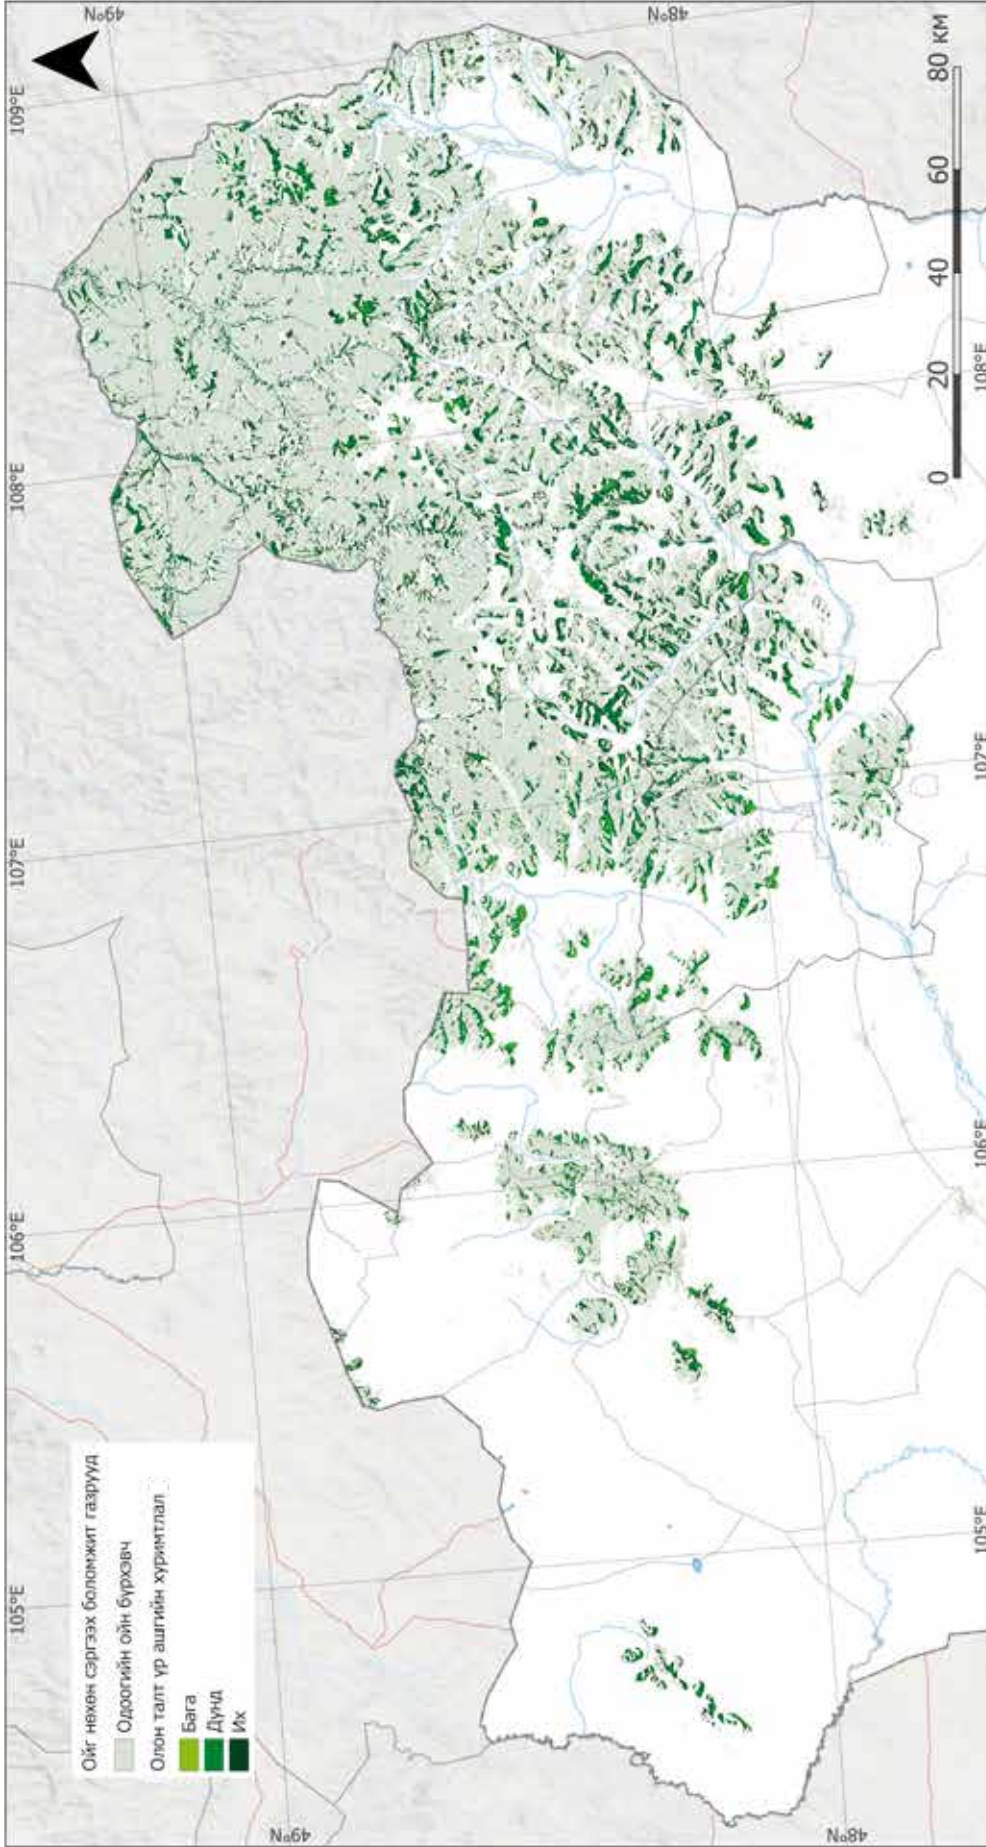 Ойг нөхөн сэргээх боломжит газрууд
Одоогийн ойн бүрхэвч
Олон талт үр ашгийн хуримтлал
Бага
Дунд
Их
105°E
106°E
107°E
108°E
109°E
49°N
49°N
48°N
48°N
105°E
106°E
107°E
108°E
0 20 40 60 80 км